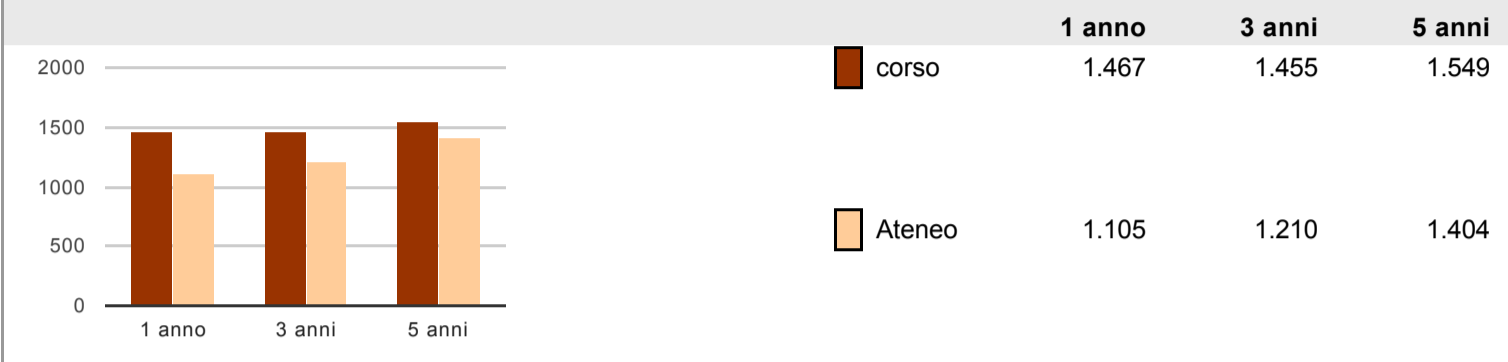 1 anno 3 anni 5 anni
2000
1500
1000
500
0
1 anno 3 anni 5 anni
corso 1.467 1.455 1.549
Ateneo 1.105 1.210 1.404